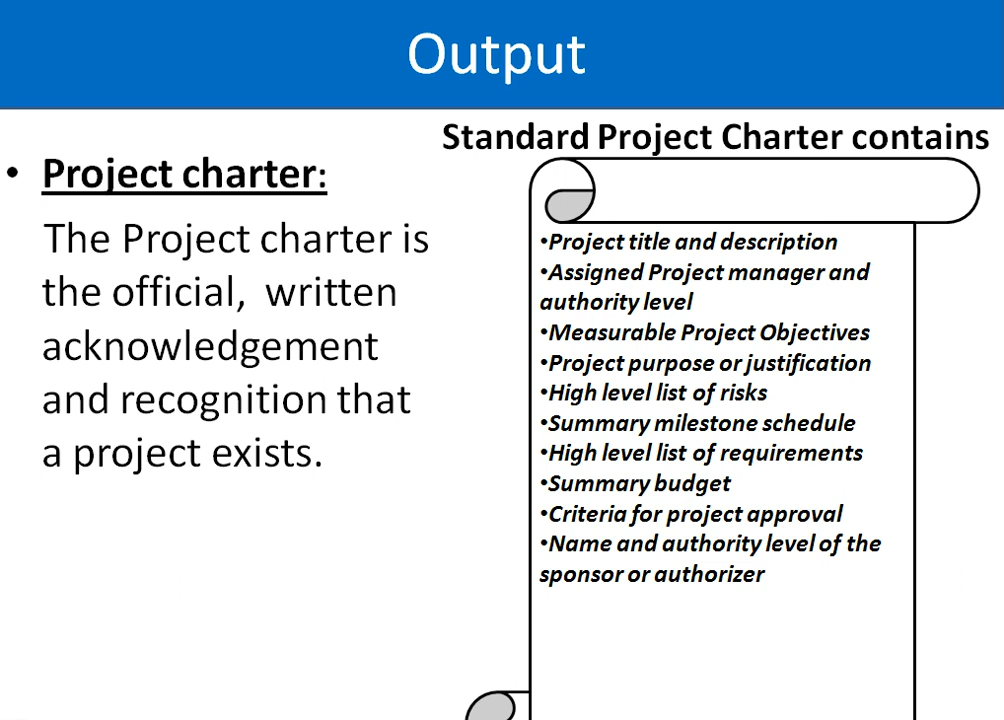 Output
• Project charter:
The Project charter is
the official,  written
acknowledgement
and recognition that
a project exists.
Standard Project Charter contains
•Project title and description
•Assigned Project manager and
authority level
•Measurable Project Objectives
•Project purpose or justification
•High level list of risks
•Summary milestone schedule
•High level list of requirements
•Summary budget
•Criteria for project approval
•Name and authority level of the
sponsor or authorizer